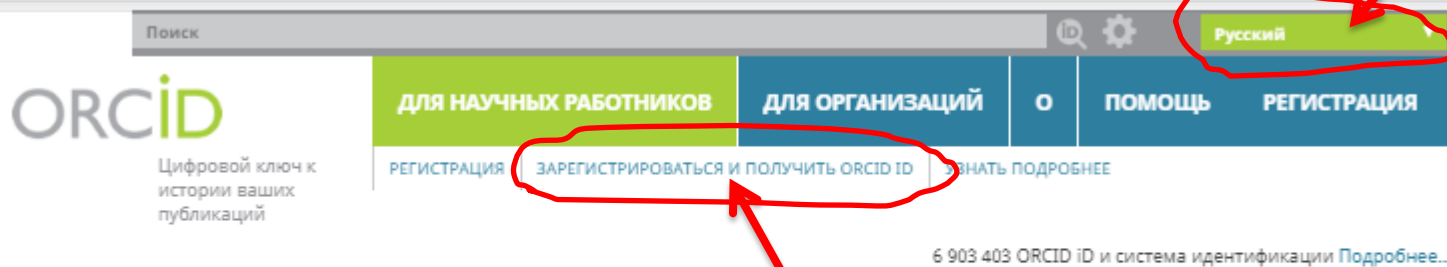 Поиск
iD
Русский
ORCiD
ДЛЯ НАУЧНЫХ РАБОТНИКОВ ДЛЯ ОРГАНИЗАЦИЙ О ПОМОЩЬ РЕГИСТРАЦИЯ
РЕГИСТРАЦИЯ ЗАРЕГИСТРИРОВАТЬСЯ И ПОЛУЧИТЬ ORCID ID УЗНАТЬ ПОДРОБНЕЕ
Цифровой ключ к
истории ваших
публикаций
6 903 403 ORCID iD и система идентификации Подробнее...